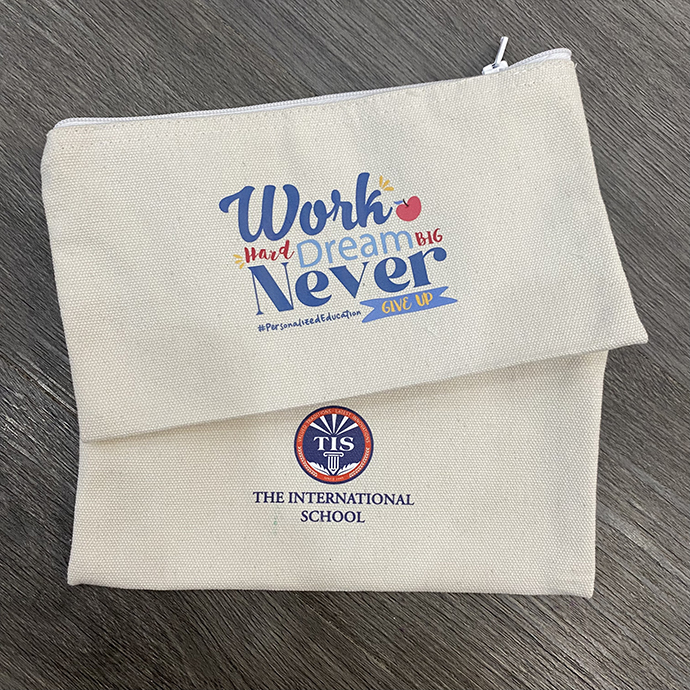 Work
Hard Dream BIG
Never
GIVE UP
#PersonalizedEducation
TIS
THE INTERNATIONAL
SCHOOL